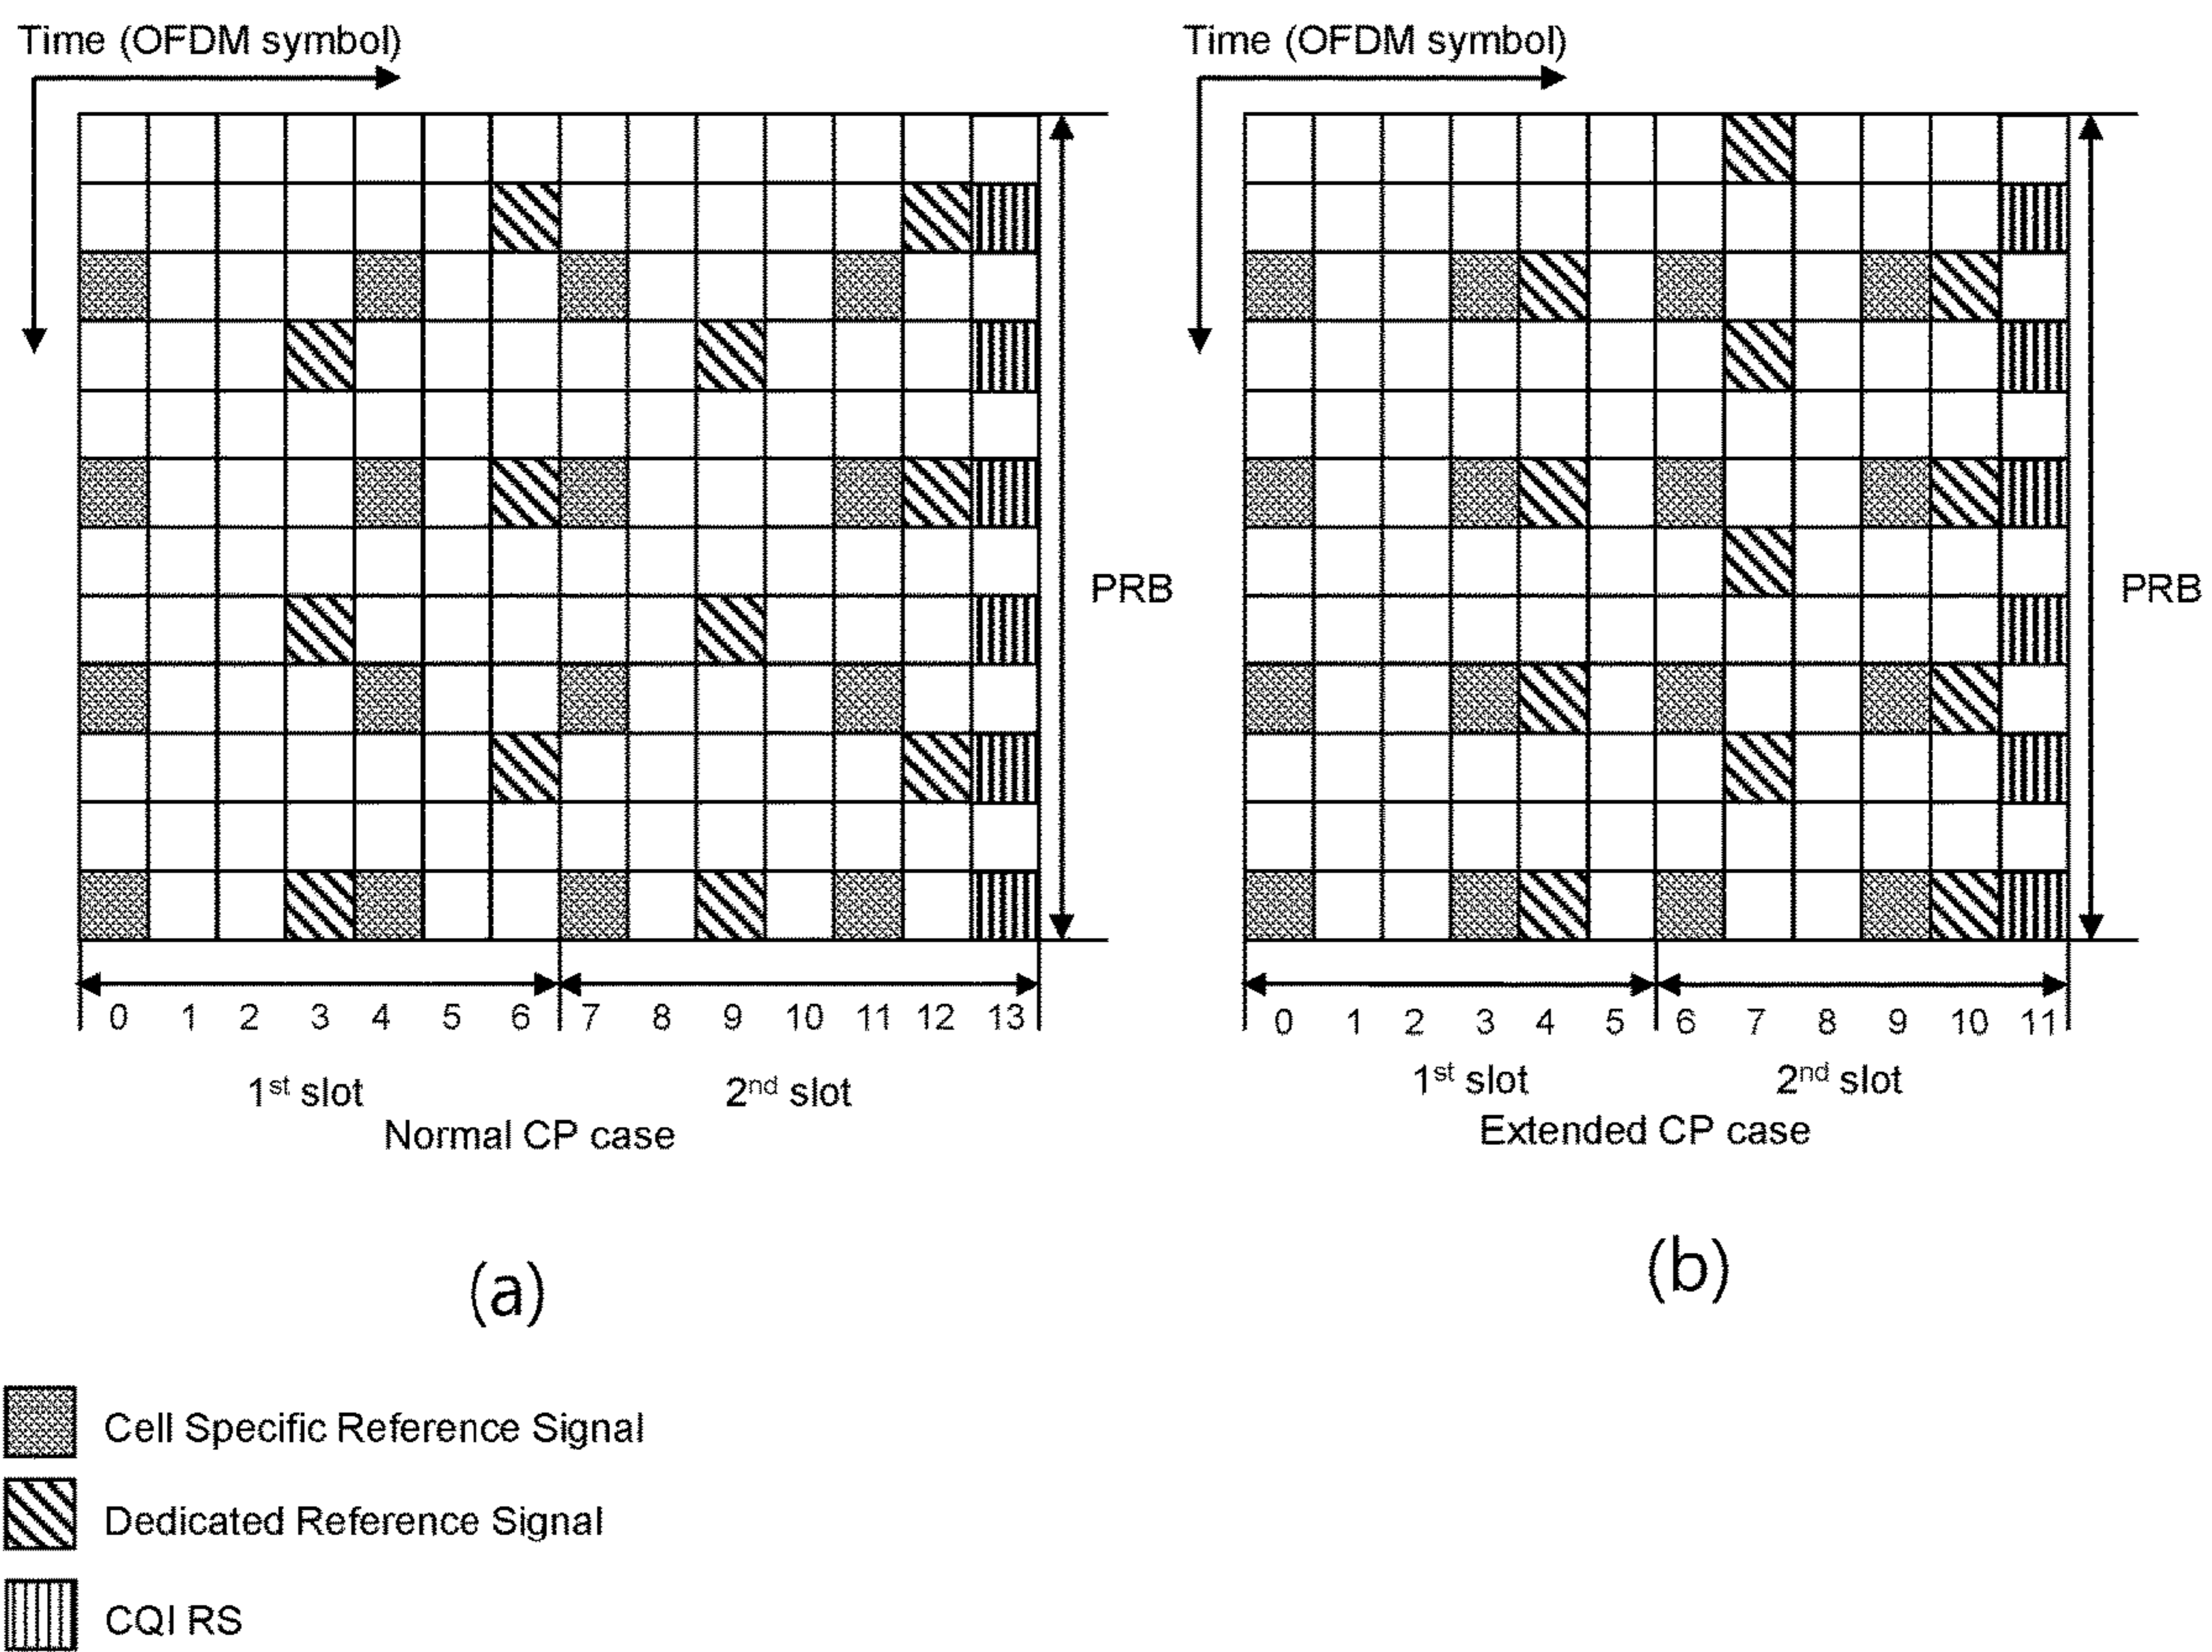 Time (OFDM symbol)
PRB
0 1 2 3 4 5 6 7 8 9 10 11 12 13
1st slot 2nd slot
Normal CP case
(a)
Time (OFDM symbol)
PRB
0 1 2 3 4 5 6 7 8 9 10 11
1st slot 2nd slot
Extended CP case
(b)
Cell Specific Reference Signal
Dedicated Reference Signal
CQI RS